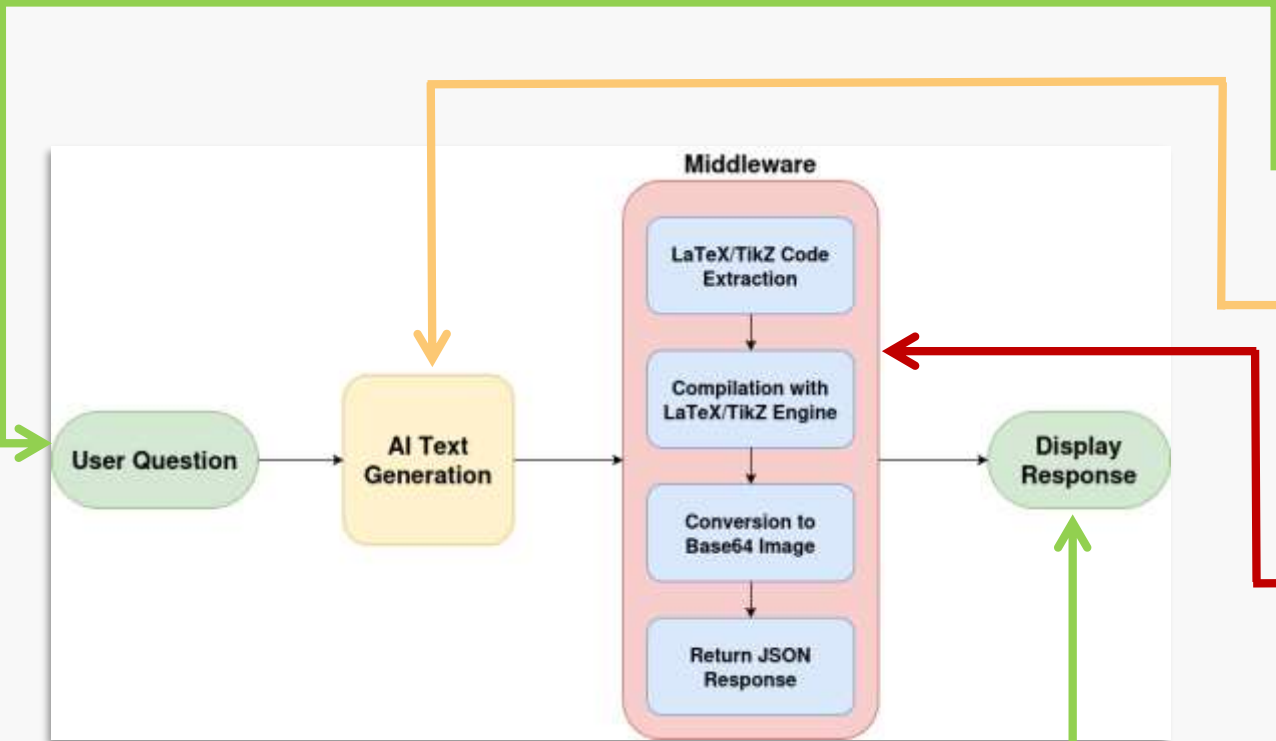 Middleware
LaTeX/TikZ Code
Extraction
Compilation with
LaTeX/TikZ Engine
User Question
AI Text
Generation
Display
Response
Conversion to
Base64 Image
Return JSON
Response